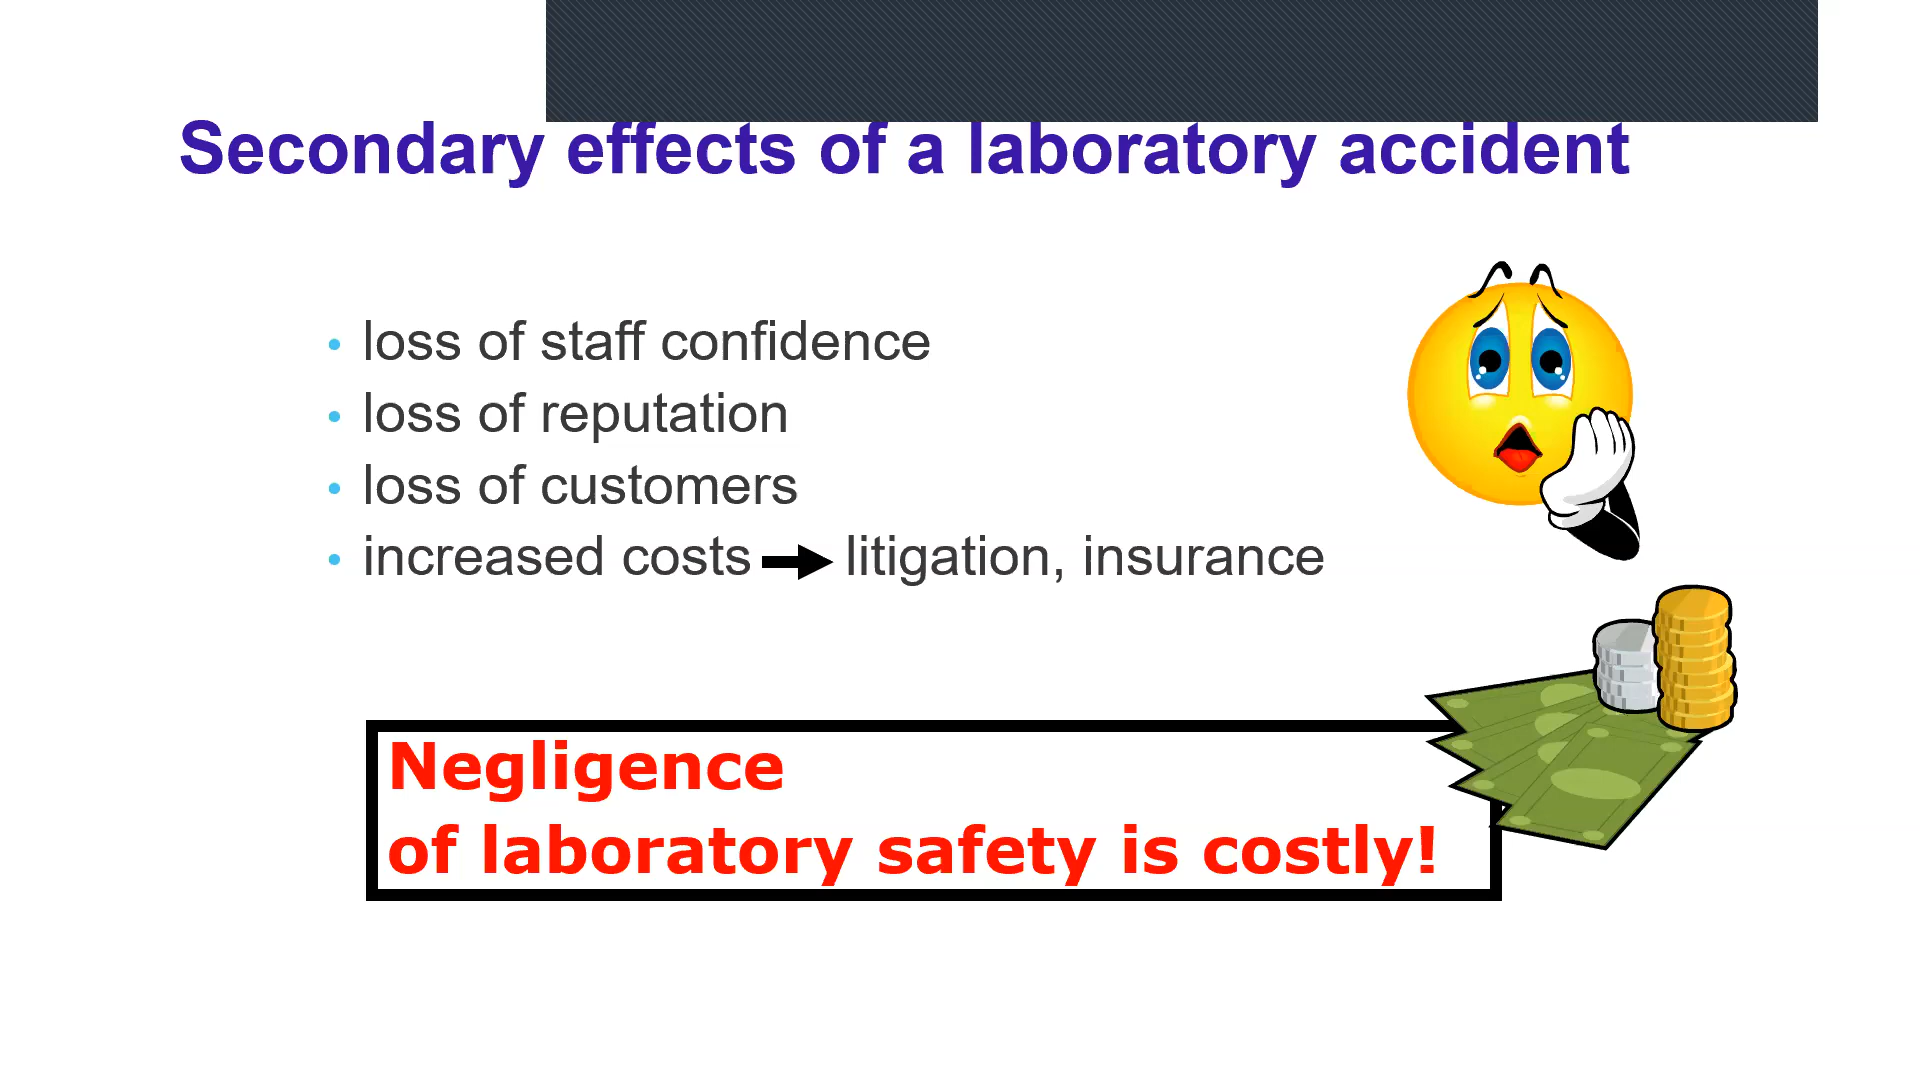 Secondary effects of a laboratory accident
• loss of staff confidence
• loss of reputation
• loss of customers
• increased costs → litigation, insurance
Negligence
of laboratory safety is costly!